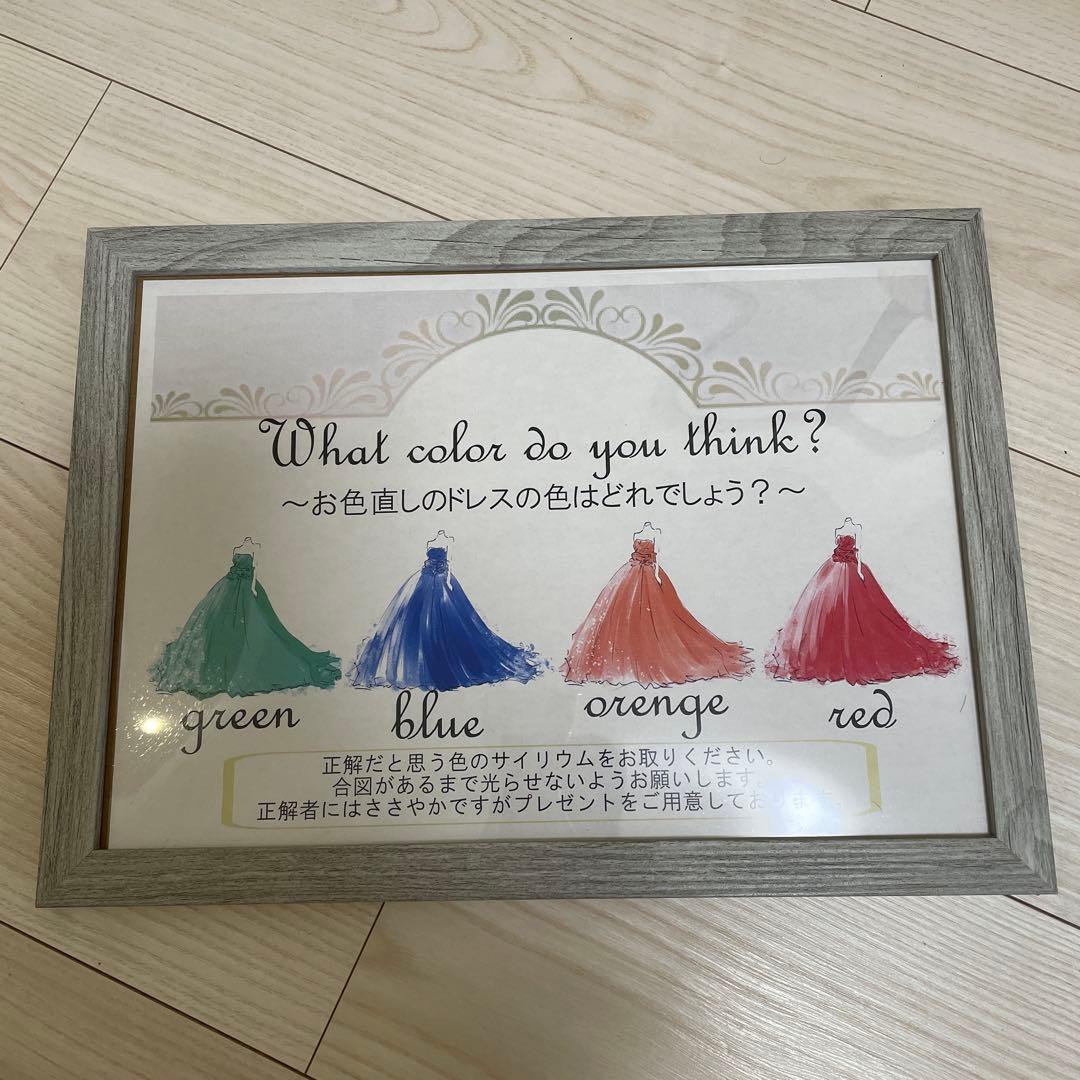 What color do you think?
～お色直しのドレスの色はどれでしょう？～
green blue orenge red
正解だと思う色のサイリウムをお取りください。
合図があるまで光らせないようお願いします。
正解者にはささやかですがプレゼントをご用意しております。